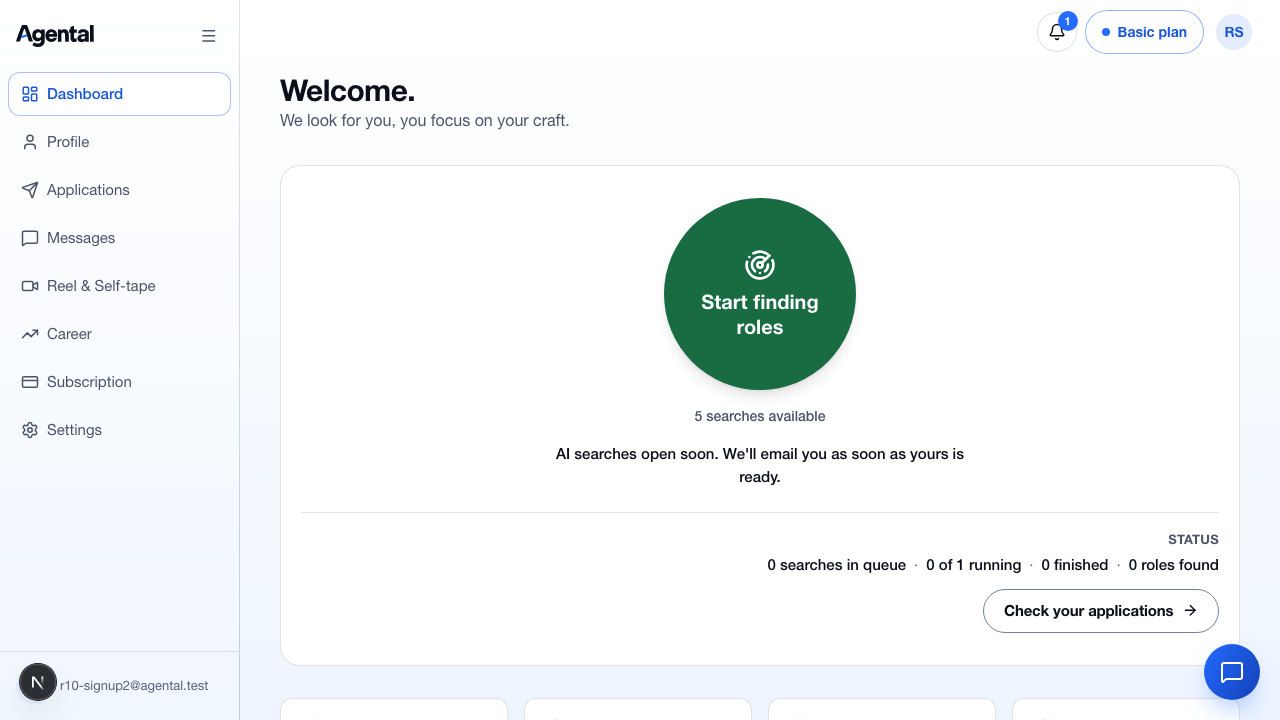 Agental
1
Basic plan
RS
Dashboard
Profile
Applications
Messages
Reel & Self-tape
Career
Subscription
Settings
N
r10-signup2@agental.test
Welcome.
We look for you, you focus on your craft.
Start finding
roles
5 searches available
AI searches open soon. We'll email you as soon as yours is
ready.
STATUS
0 searches in queue · 0 of 1 running · 0 finished · 0 roles found
Check your applications →